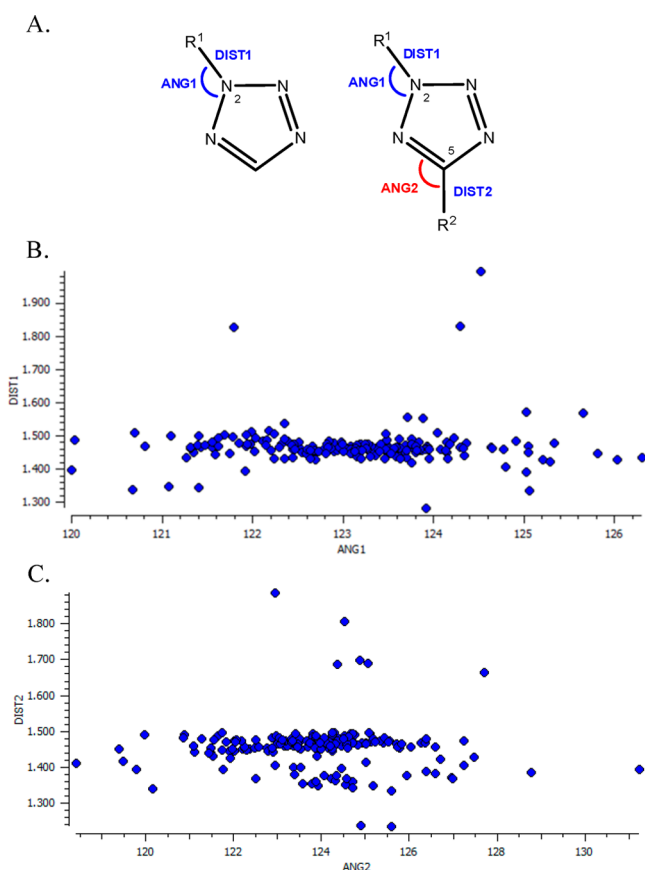 A.
R1 DIST1 R1 DIST1
ANG1 N 2 N ANG1 N 2 N
N N N N
5
ANG2 DIST2
R2
B.
1.900
1.800
1.700
1.600
1.500
1.400
1.300
DIST1
120 121 122 123 124 125 126
ANG1
C.
1.800
1.700
1.600
1.500
1.400
1.300
DIST2
120 122 124 126 128 130
ANG2